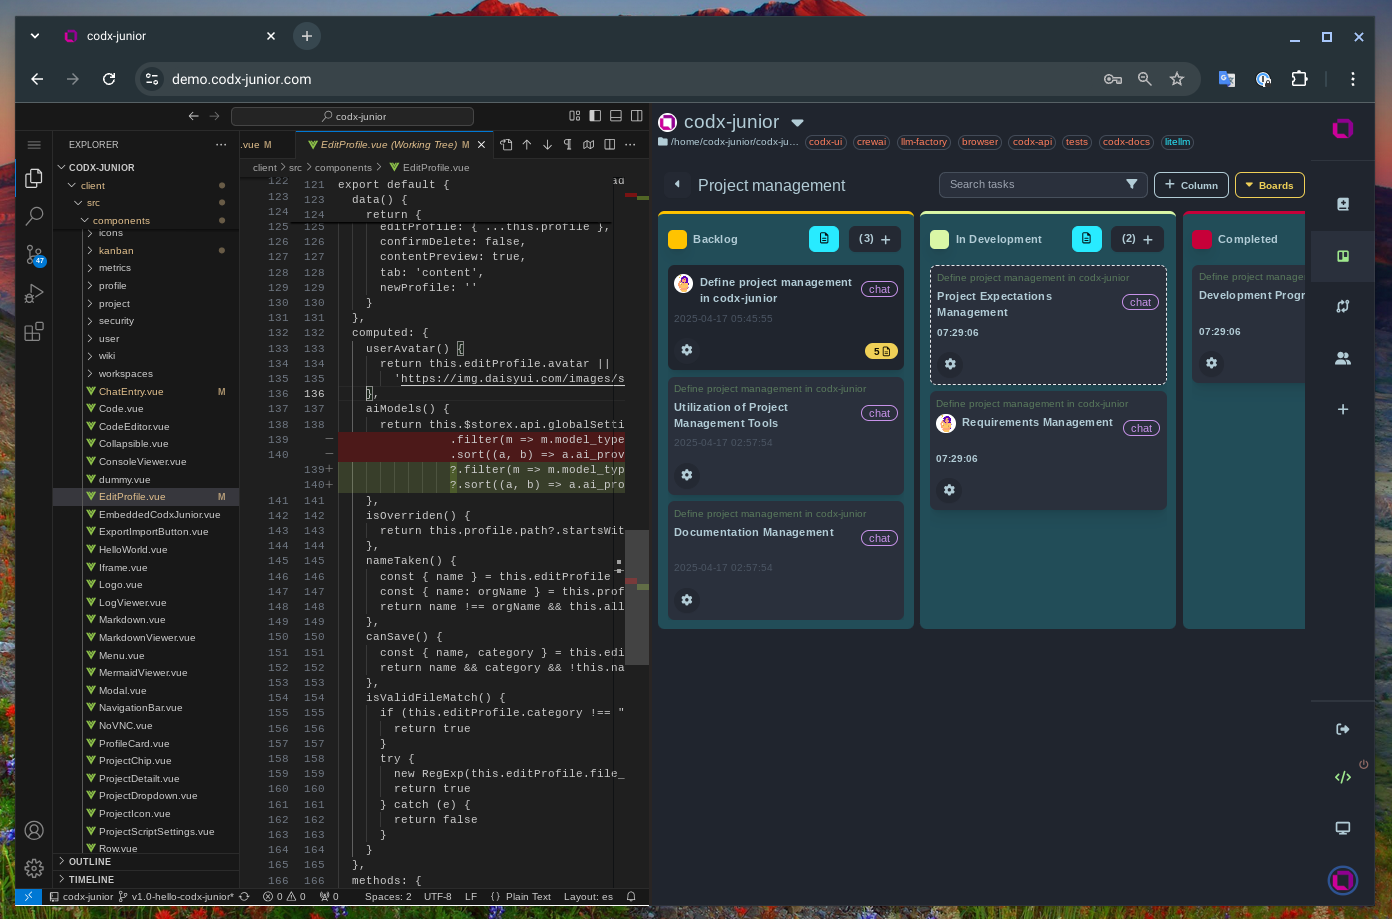 codx-junior
demo.codx-junior.com
codx-junior
EXPLORER
CODX-JUNIOR
client
src
components
icons
kanban
metrics
profile
project
security
user
wiki
workspaces
ChatEntry.vue M
Code.vue
CodeEditor.vue
Collapsible.vue
ConsoleViewer.vue
dummy.vue
EditProfile.vue M
EmbeddedCodxJunior.vue
ExportImportButton.vue
HelloWorld.vue
Iframe.vue
Logo.vue
LogViewer.vue
Markdown.vue
MarkdownViewer.vue
Menu.vue
MermaidViewer.vue
Modal.vue
NavigationBar.vue
NoVNC.vue
ProfileCard.vue
ProjectChip.vue
ProjectDetailt.vue
ProjectDropdown.vue
ProjectIcon.vue
ProjectScriptSettings.vue
Row.vue
OUTLINE
TIMELINE
47
.vue M
EditProfile.vue (Working Tree) M
client > src > components > EditProfile.vue
122 121 export default { ad
123 123 data() {
124 124 return {
125 125 editProfile: { ...this.profile },
126 126 confirmDelete: false,
127 127 contentPreview: true,
128 128 tab: 'content',
129 129 newProfile: ''
130 130 }
131 131 },
132 132 computed: {
133 133 userAvatar() {
134 134 return this.editProfile.avatar ||
135 135 'https://img.daisyui.com/images/s
136 136 },
137 137 aiModels() {
138 138 return this.$storex.api.globalSetti
139 − .filter(m => m.model_type
140 − .sort((a, b) => a.ai_prov
139+ ?.filter(m => m.model_typ
140+ ?.sort((a, b) => a.ai_pro
141 141 },
142 142 isOverriden() {
143 143 return this.profile.path?.startsWit
144 144 },
145 145 nameTaken() {
146 146 const { name } = this.editProfile
147 147 const { name: orgName } = this.prof
148 148 return name !== orgName && this.all
149 149 },
150 150 canSave() {
151 151 const { name, category } = this.edi
152 152 return name && category && !this.na
153 153 },
154 154 isValidFileMatch() {
155 155 if (this.editProfile.category !== "
156 156 return true
157 157 }
158 158 try {
159 159 new RegExp(this.editProfile.file_
160 160 return true
161 161 } catch (e) {
162 162 return false
163 163 }
164 164 }
165 165 },
166 166 methods: {
codx-junior v1.0-hello-codx-junior* 0 0 0 Spaces: 2 UTF-8 LF {} Plain Text Layout: es
codx-junior
/home/codx-junior/codx-ju... codx-ui crewai llm-factory browser codx-api tests codx-docs litellm
Project management
Search tasks
+ Column
Boards
Backlog (3) +
Define project management in codx-junior
chat
2025-04-17 05:45:55
5
Define project management in codx-junior
Utilization of Project Management Tools
chat
2025-04-17 02:57:54
Define project management in codx-junior
Documentation Management
chat
2025-04-17 02:57:54
In Development (2) +
Define project management in codx-junior
Project Expectations Management
chat
07:29:06
Define project management in codx-junior
Requirements Management
chat
07:29:06
Completed
Define project manage
Development Progr
07:29:06